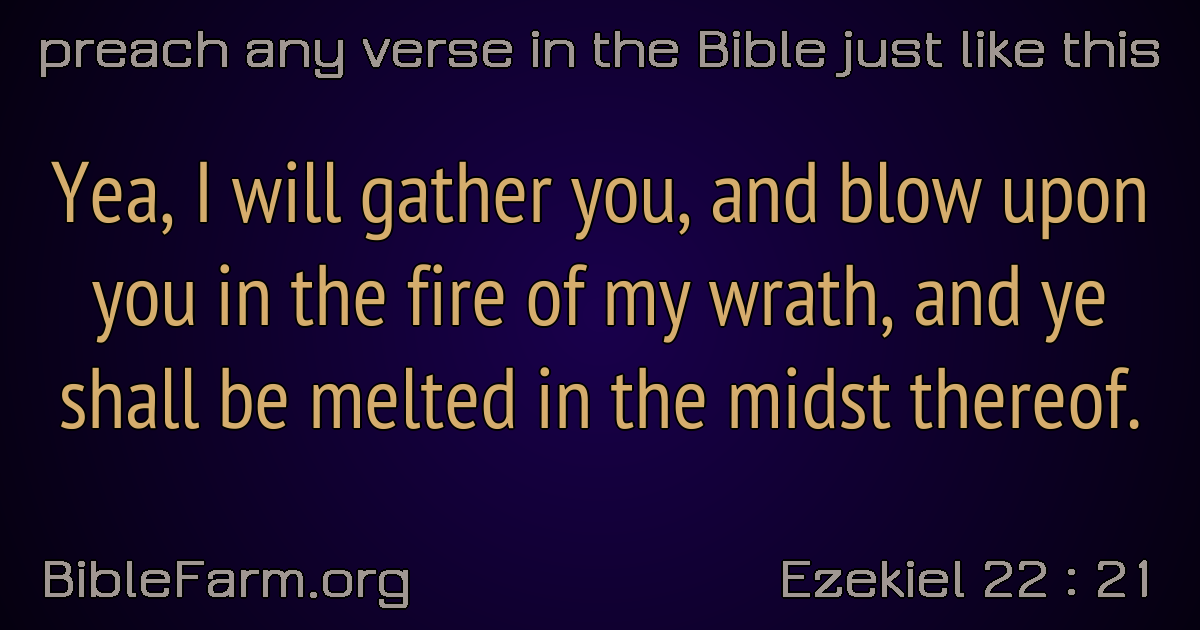 preach any verse in the Bible just like this
Yea, I will gather you, and blow upon
you in the fire of my wrath, and ye
shall be melted in the midst thereof.
BibleFarm.org
Ezekiel 22 : 21